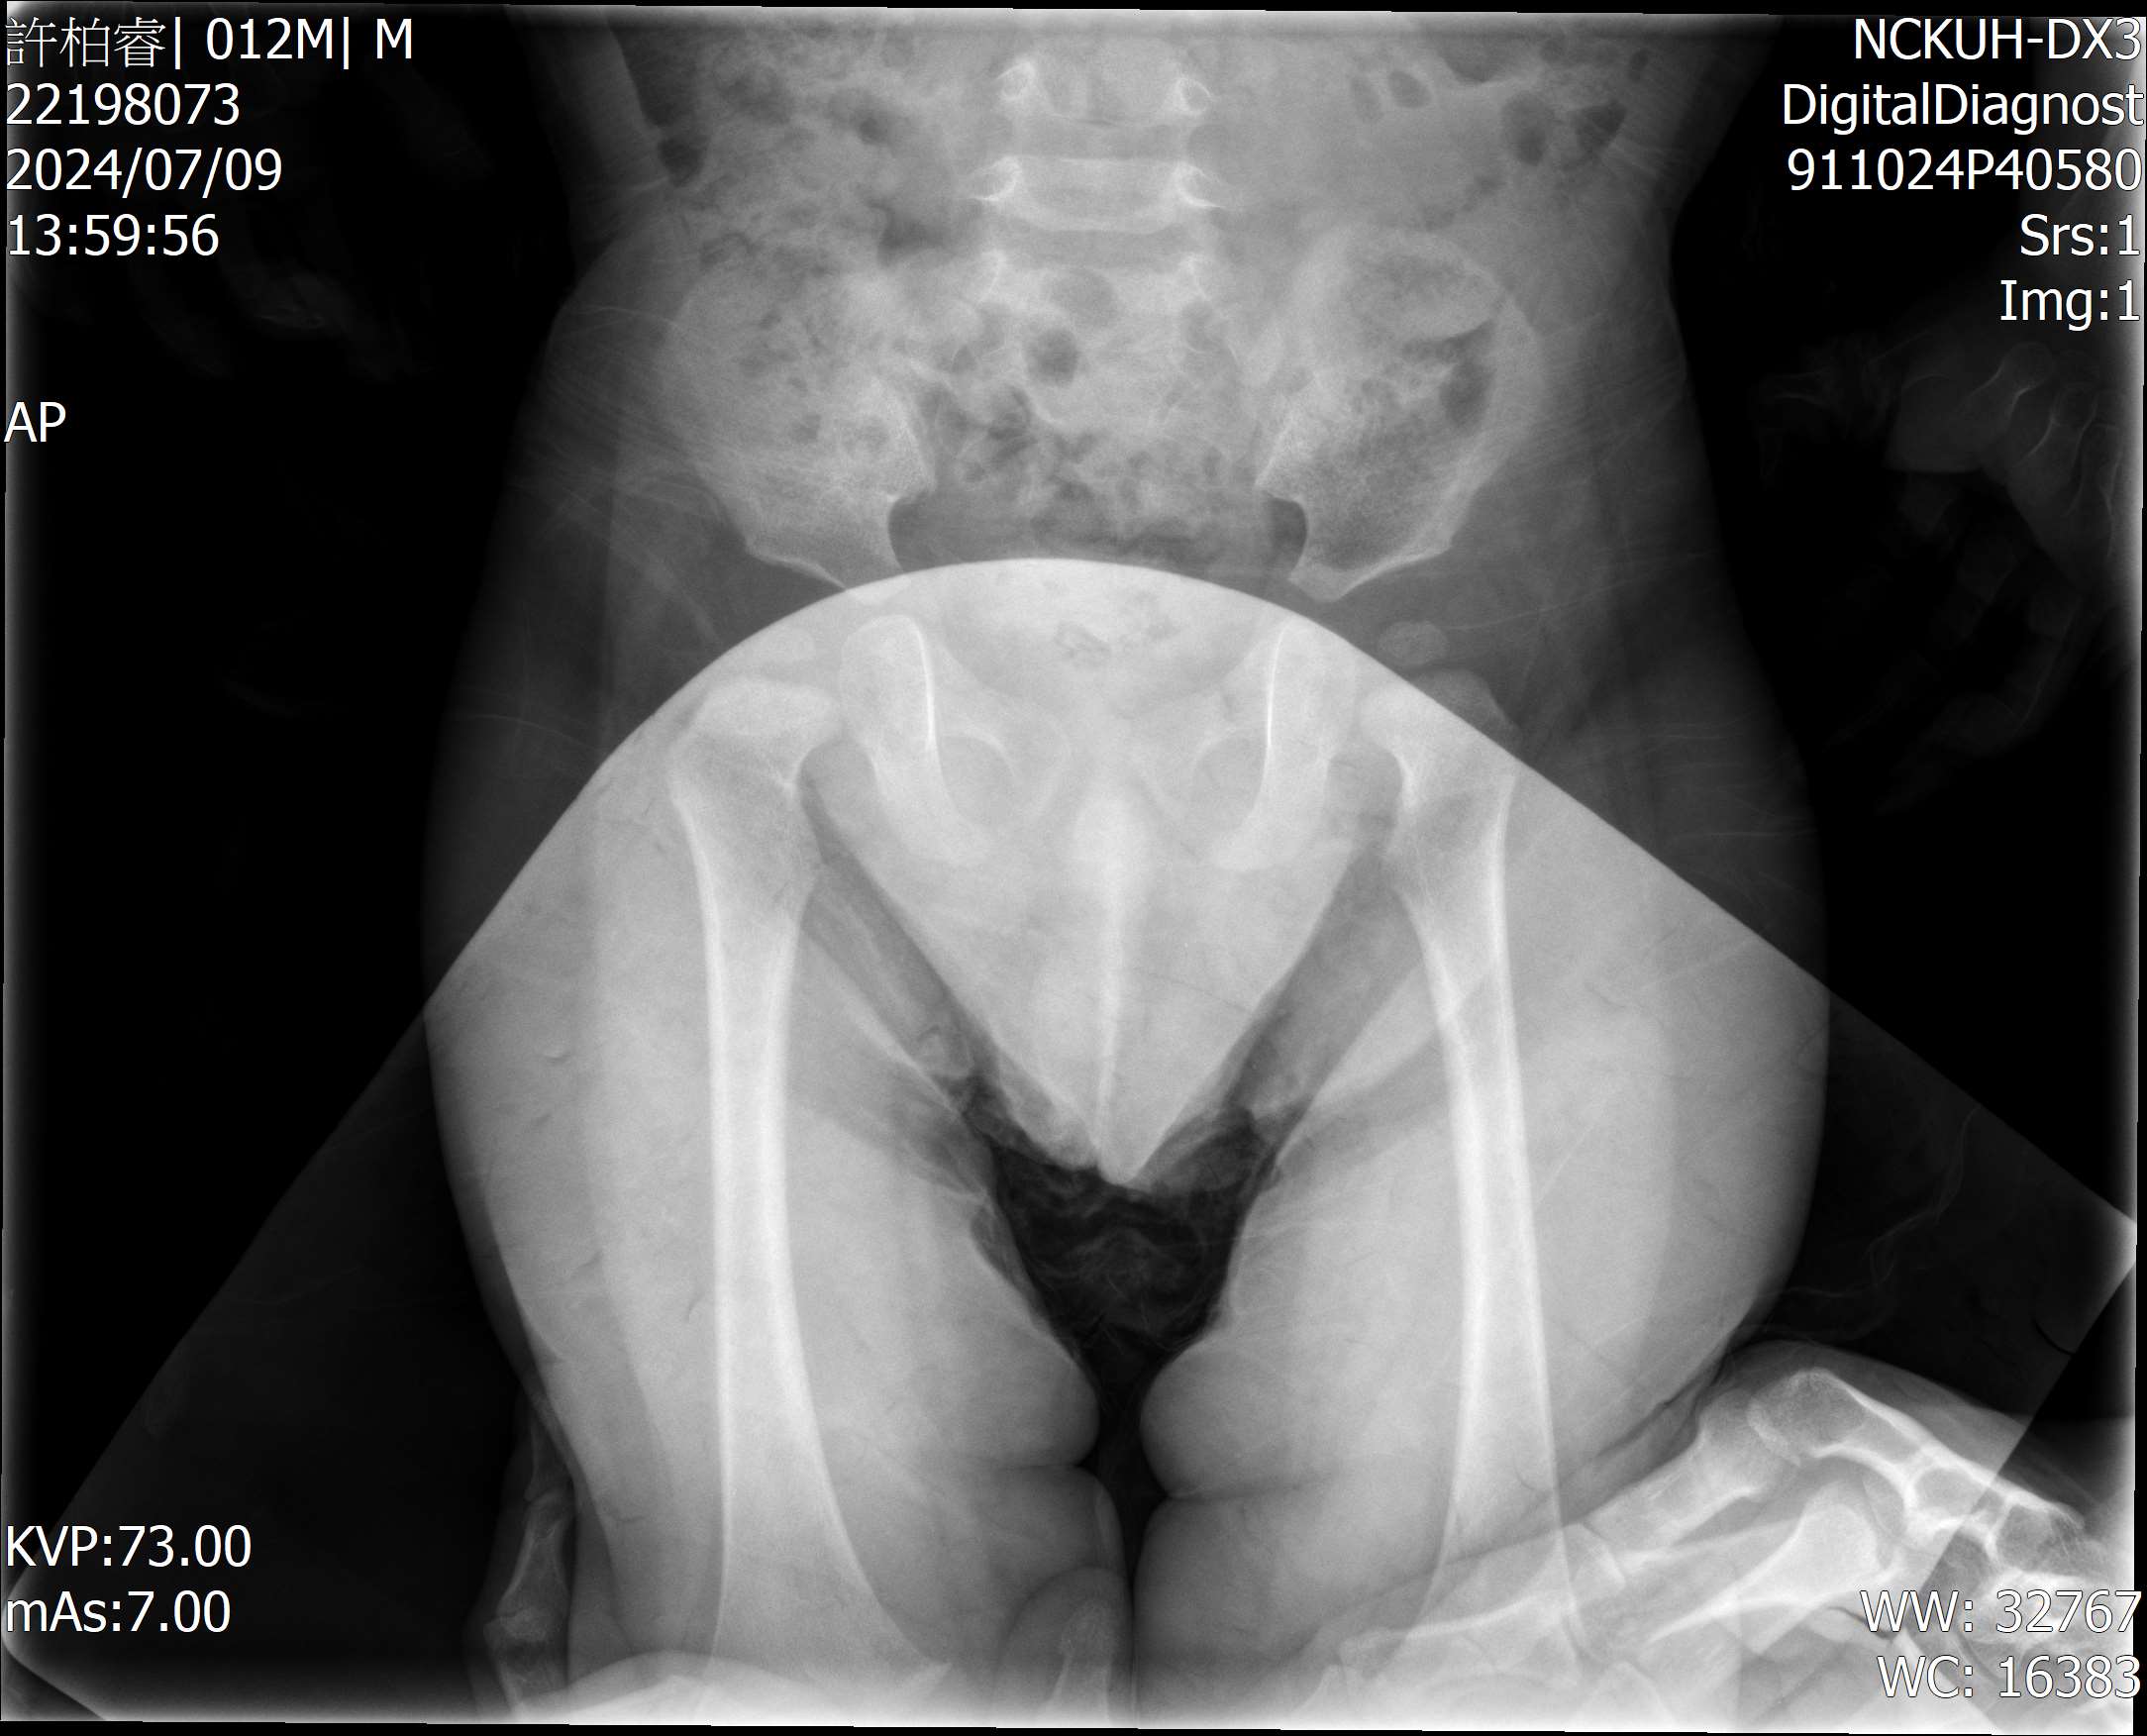 許柏睿| 012M| M
22198073
2024/07/09
13:59:56
AP
NCKUH-DX3
DigitalDiagnost
911024P40580
Srs:1
Img:1
KVP:73.00
mAs:7.00
WW: 32767
WC: 16383